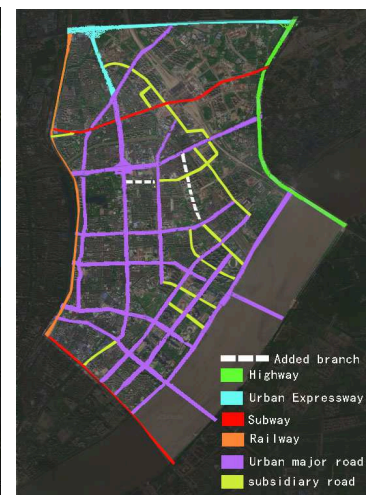 Added branch
Highway
Urban Expressway
Subway
Railway
Urban major road
subsidiary road